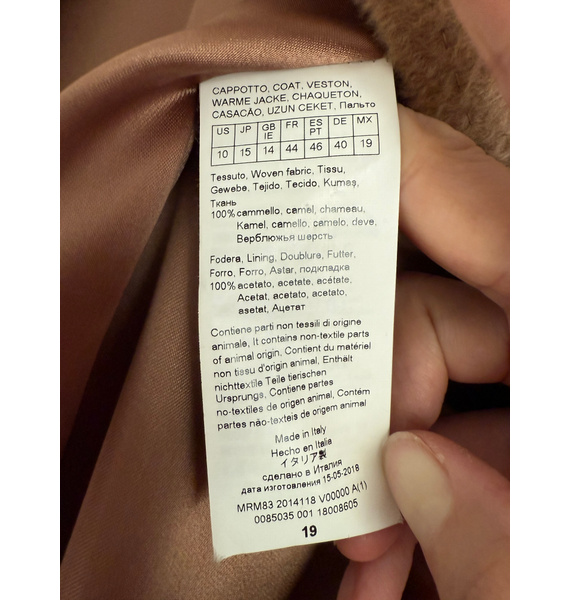 CAPPOTTO, COAT, VESTON,
WARME JACKE, CHAQUETON,
CASACÃO, UZUN CEKET, Пальто
US JP GB IE FR ES PT DE MX
10 15 14 44 46 40 19
Tessuto, Woven fabric, Tissu,
Gewebe, Tejido, Tecido, Kumeş,
Ткань
100% cammello, camel, chameau,
Kamel, camello, camelo, deve,
Верблюжья шерсть
Fodera, Lining, Doublure, Futter,
Forro, Forro, Astar, подкладка
100% acetato, acetate, acétate,
Acetat, acetato, acetato,
asetat, Ацетат
Contiene parti non tessili di origine
animale, It contains non-textile parts
of animal origin, Contient du matériel
non tissu d'origin animal, Enthält
nichttextile Teile tierischen
Ursprungs, Contiene partes
no-textiles de origen animal, Contém
partes não-texteis de origem animal
Made in Italy
Hecho en Italia
イタリア製
сделано в Италия
дата изготовления 15-05-2018
MRM83 2014118 V00000 A(1)
0085035 001 18008605
19